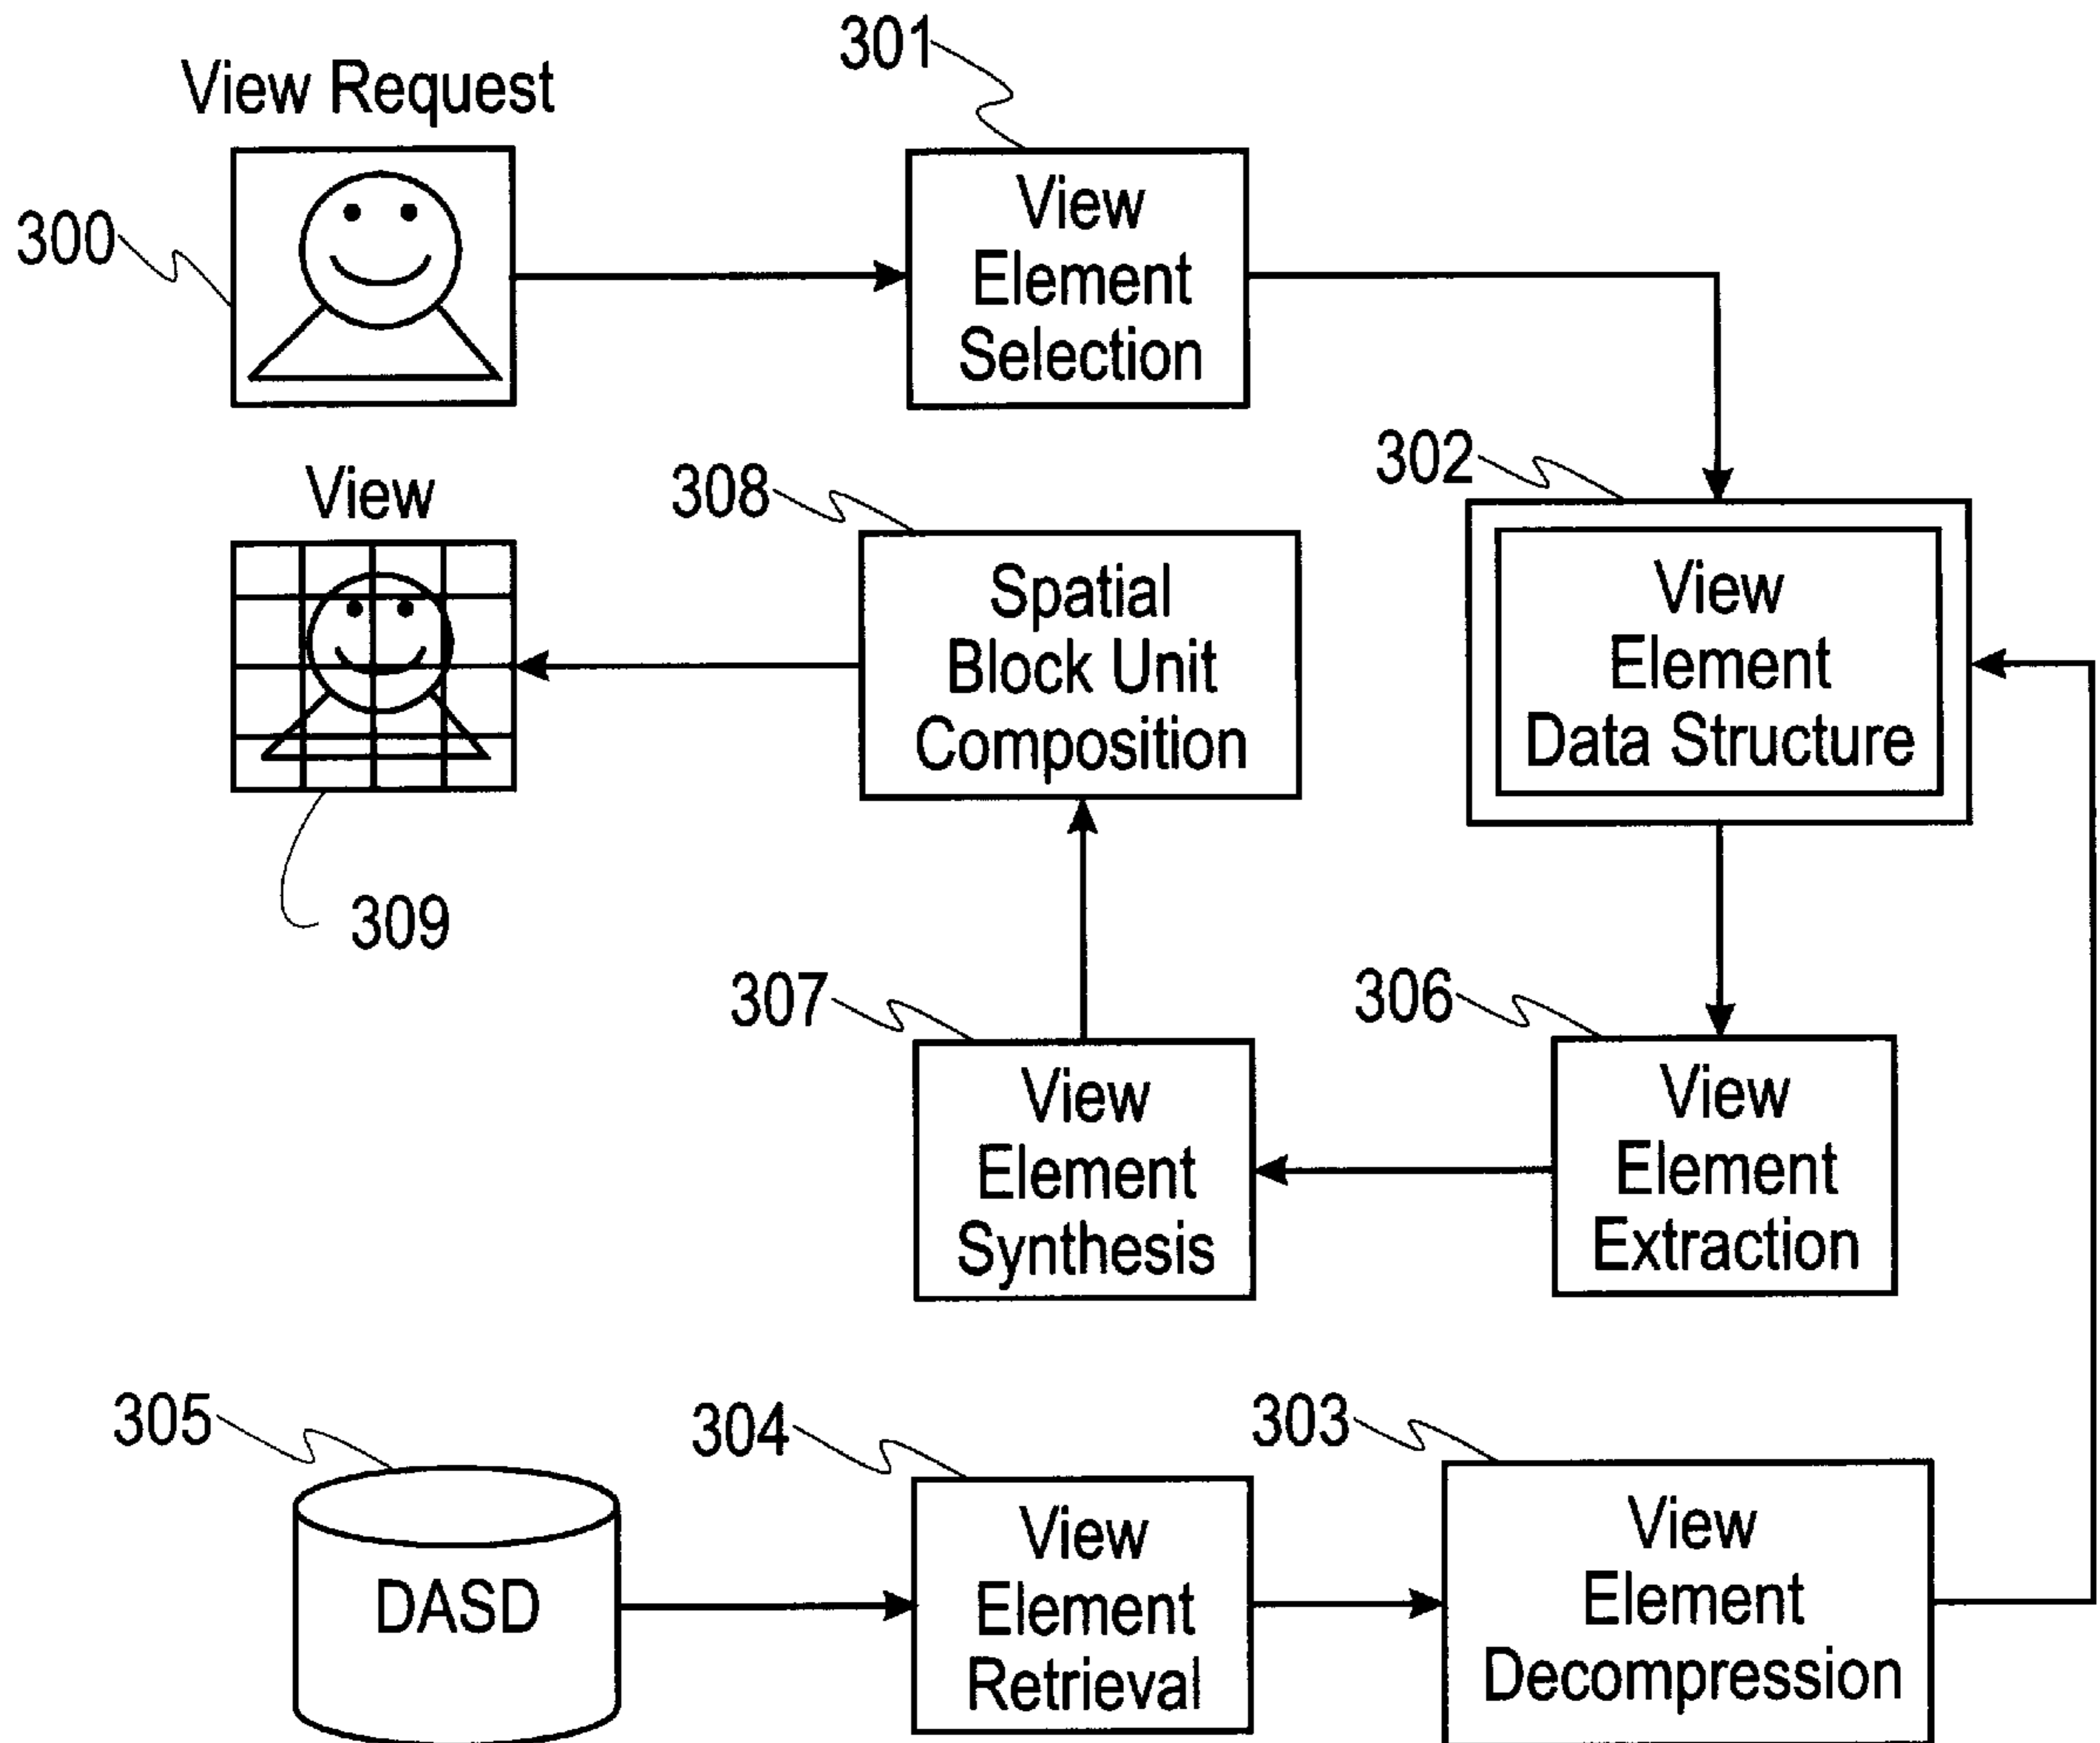 301
View Request
View
Element
Selection
300
302
View
308
Spatial
Block Unit
Composition
View
Element
Data Structure
309
307
306
View
Element
Synthesis
View
Element
Extraction
305
304
303
DASD
View
Element
Retrieval
View
Element
Decompression